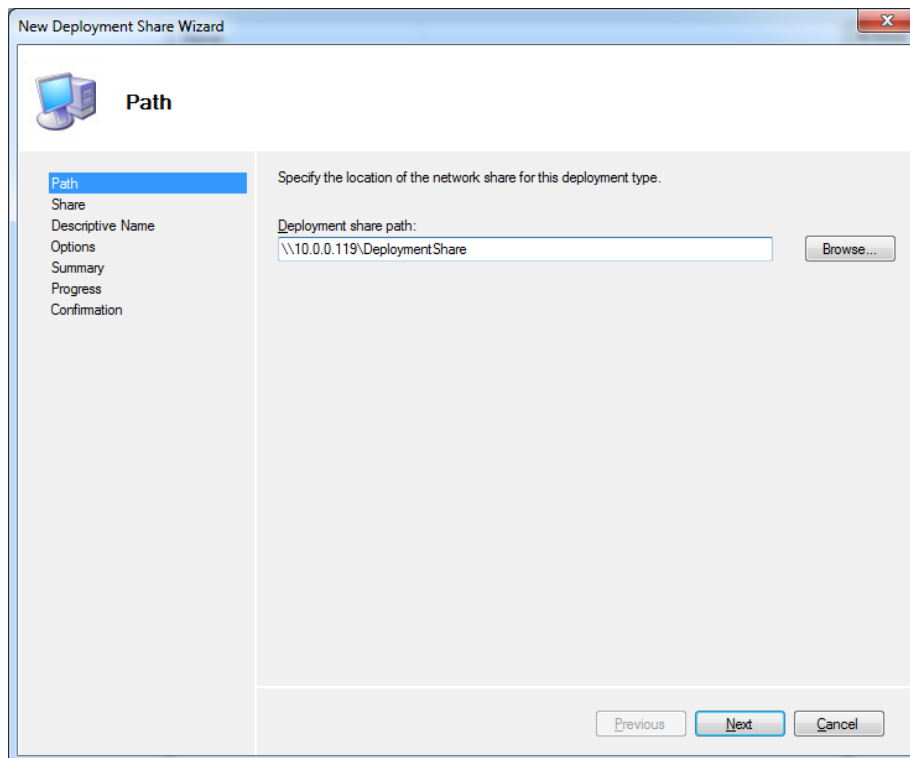 New Deployment Share Wizard
Path
Path
Share
Descriptive Name
Options
Summary
Progress
Confirmation
Specify the location of the network share for this deployment type.
Deployment share path:
\\10.0.0.119\DeploymentShare
Browse...
Previous
Next
Cancel